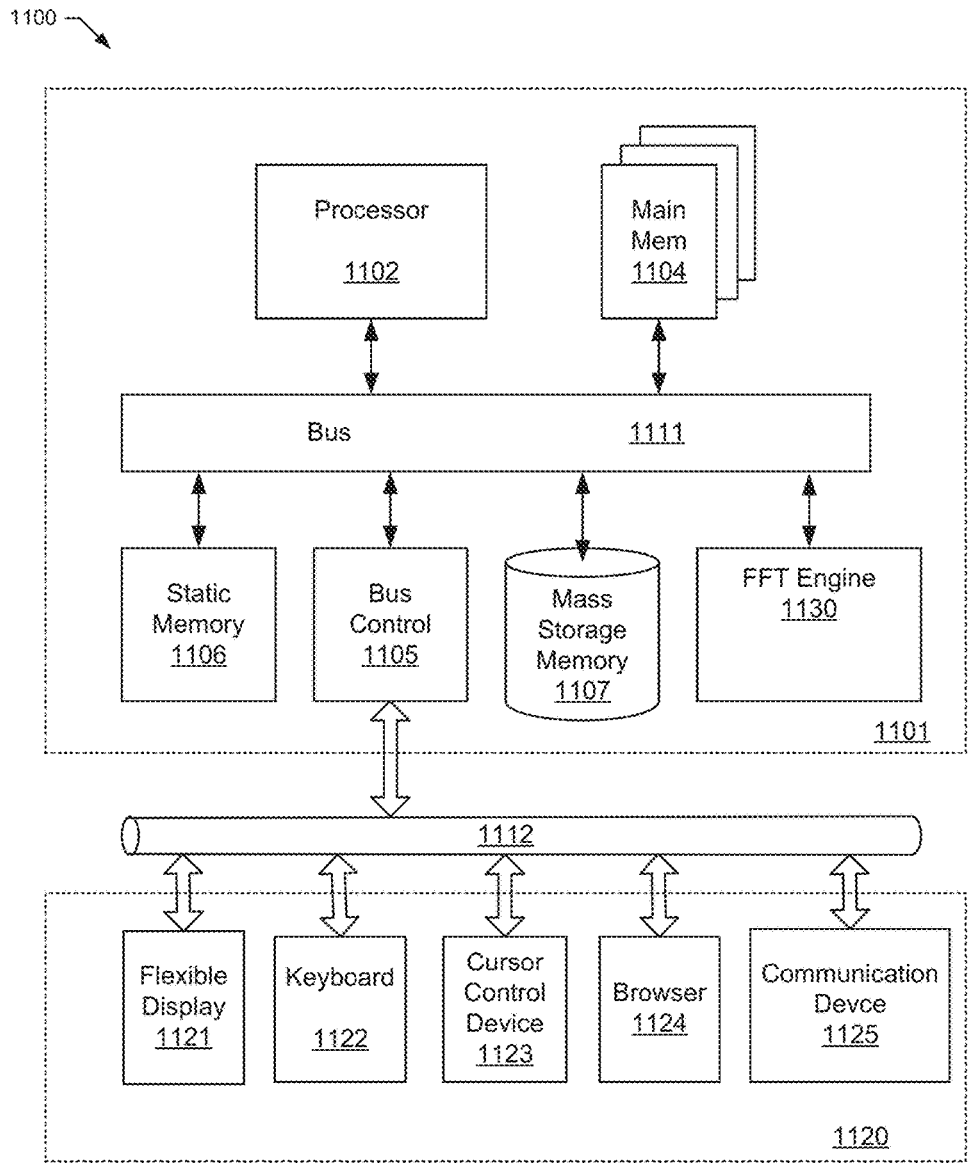 1100
Processor
1102
Main
Mem
1104
Bus
1111
Static
Memory
1106
Bus
Control
1105
Mass
Storage
Memory
1107
FFT Engine
1130
1101
1112
Flexible
Display
1121
Keyboard
1122
Cursor
Control
Device
1123
Browser
1124
Communication
Devce
1125
1120